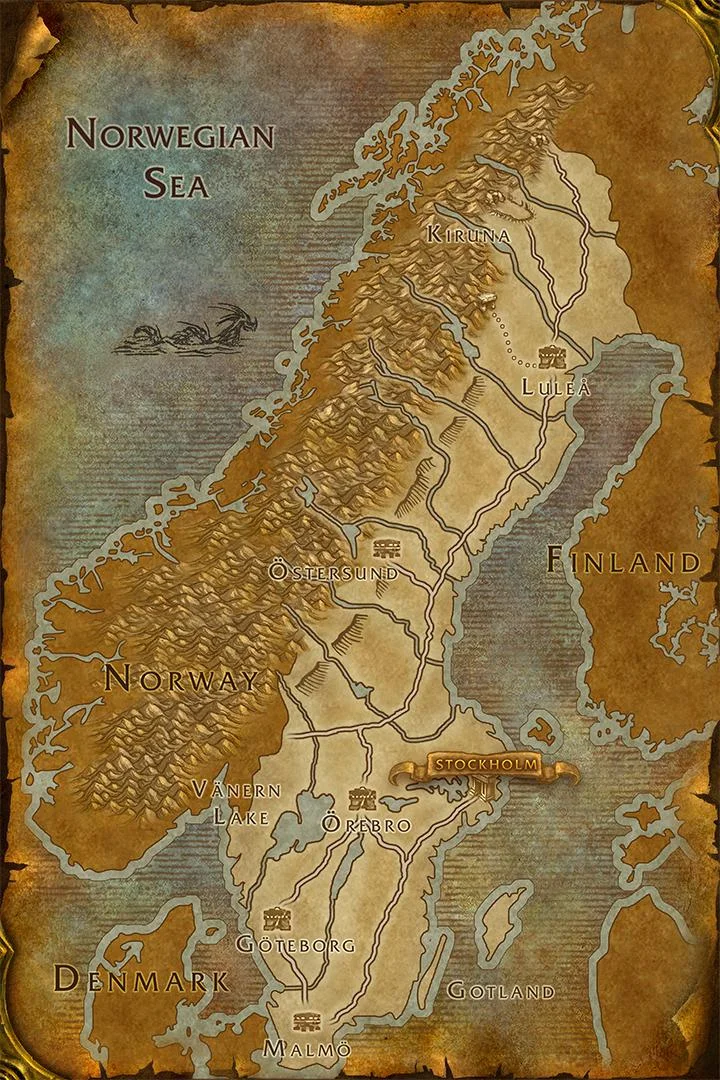 NORWEGIAN
SEA
KIRUNA
LULEÅ
FINLAND
ÖSTERSUND
NORWAY
STOCKHOLM
VÄNERN
LAKE
ÖREBRO
GÖTEBORG
DENMARK
GOTLAND
MALMÖ